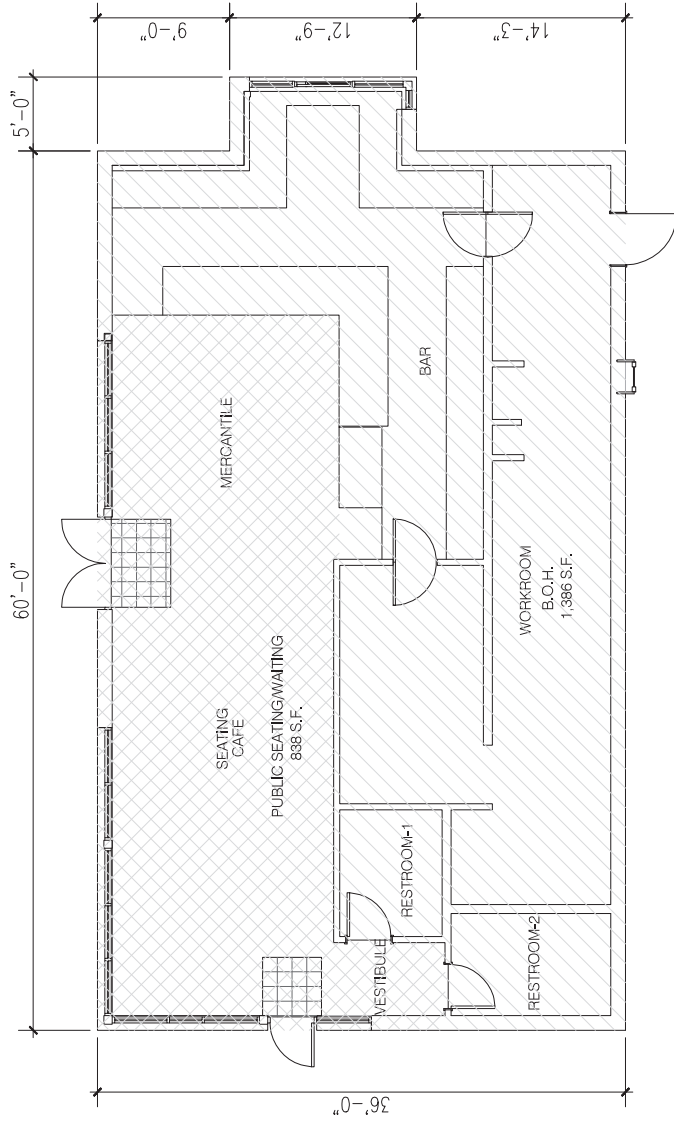 60'-0"
5'-0"
9'-0"
12'-9"
14'-3"
36'-0"
MERCANTILE
BAR
SEATING
CAFE
PUBLIC SEATING/WAITING
838 S.F.
WORKROOM
B.O.H.
1,386 S.F.
RESTROOM-1
VESTIBULE
RESTROOM-2